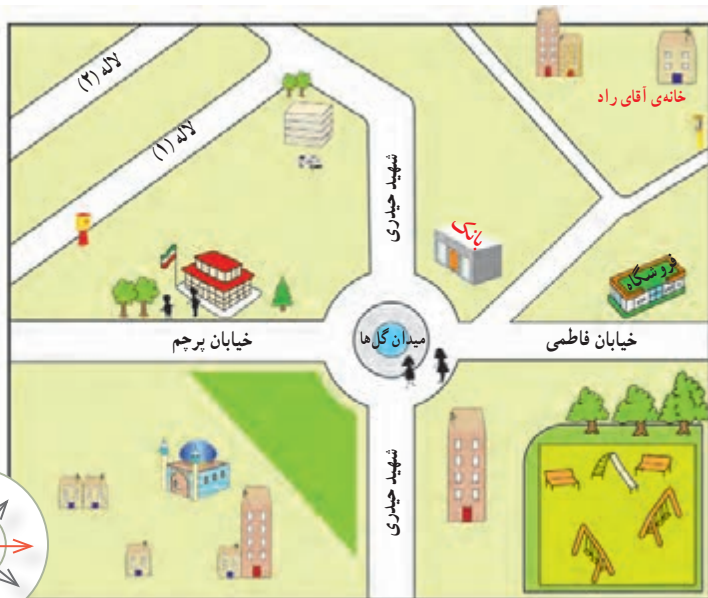 لاله (۲)
لاله (۱)
خانه‌ی آقای راد
شهید حیدری
بانک
فروشگاه
خیابان فاطمی
میدان گل‌ها
خیابان پرچم
شهید حیدری